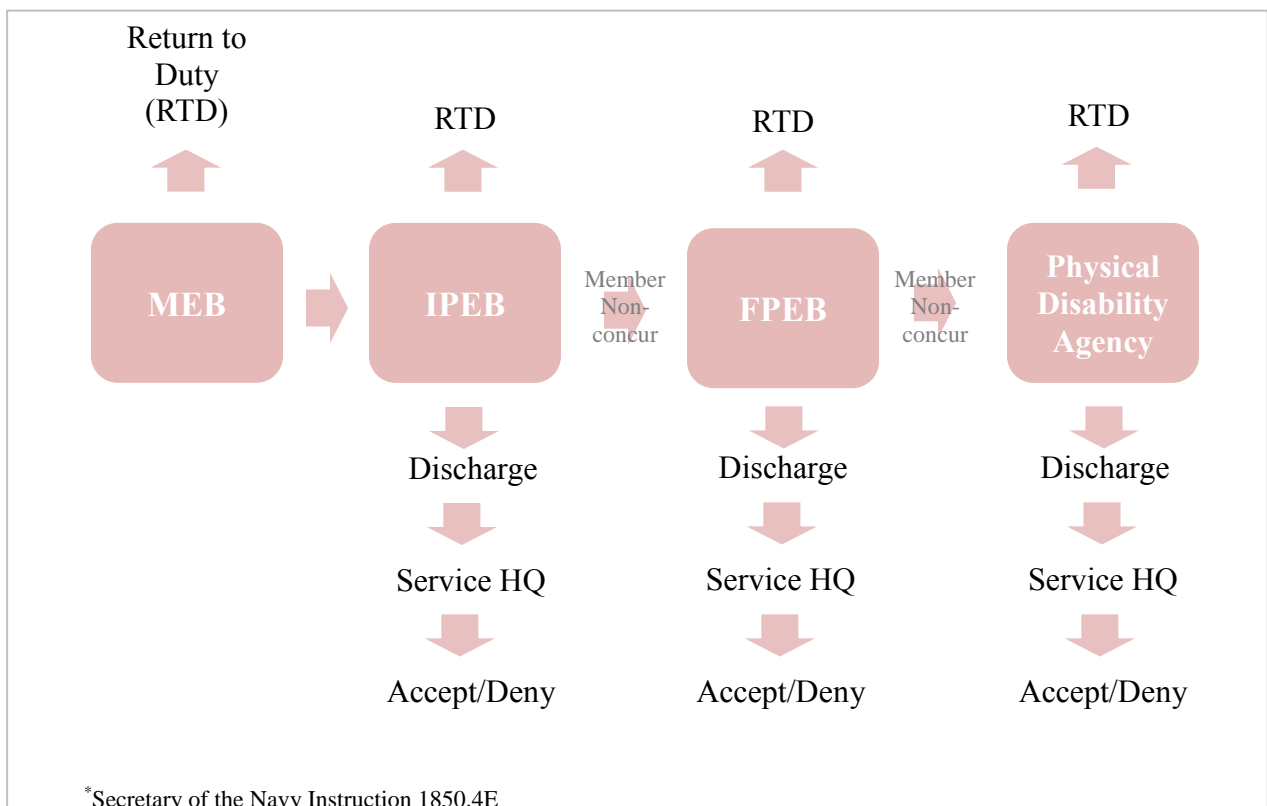 Return to
Duty
(RTD)
RTD
RTD
RTD
MEB
IPEB
Member
Non-
concur
FPEB
Member
Non-
concur
Physical
Disability
Agency
Discharge
Discharge
Discharge
Service HQ
Service HQ
Service HQ
Accept/Deny
Accept/Deny
Accept/Deny
*Secretary of the Navy Instruction 1850.4E